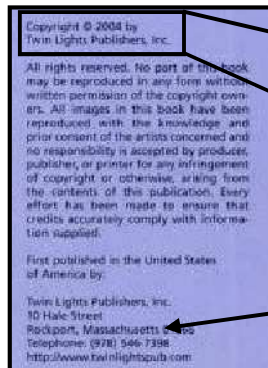 Copyright © 2004 by
Twin Lights Publishers, Inc.
All rights reserved. No part of this book
may be reproduced in any form without
written permission of the copyright own-
ers. All images in this book have been
reproduced with the knowledge and
prior consent of the artists concerned and
no responsibility is accepted by producer,
publisher, or printer for any infringement
of copyright or otherwise, arising from
the contents of this publication. Every
effort has been made to ensure that
credits accurately comply with informa-
tion supplied.
First published in the United States
of America by:
Twin Lights Publishers, Inc.
10 Hale Street
Rockport, Massachusetts
Telephone: (978) 546-7398
http://www.twinlightspub.com